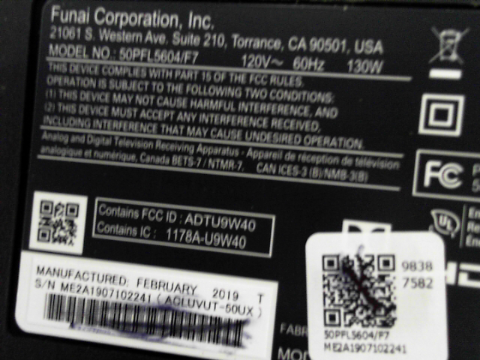 Funai Corporation, Inc.
21061 S. Western Ave. Suite 210, Torrance, CA 90501, USA
MODEL NO : 50PFL5604/F7 120V~ 60Hz 130W
THIS DEVICE COMPLIES WITH PART 15 OF THE FCC RULES.
OPERATION IS SUBJECT TO THE FOLLOWING TWO CONDITIONS:
(1) THIS DEVICE MAY NOT CAUSE HARMFUL INTERFERENCE, AND
(2) THIS DEVICE MUST ACCEPT ANY INTERFERENCE RECEIVED,
INCLUDING INTERFERENCE THAT MAY CAUSE UNDESIRED OPERATION.
Analog and Digital Television Receiving Apparatus - Appareil de réception de télévision
analogique et numérique, Canada BETS-7 / NTMR-7. CAN ICES-3 (B)/NMB-3(B)
FC
UL
Contains FCC ID : ADTU9W40
Contains IC : 1178A-U9W40
MANUFACTURED: FEBRUARY 2019 T
S/N ME2A1907102241 (AOLUVUT-50UX)
9838
7582
50PFL5604/F7
ME2A1907102241
FABR
MOD